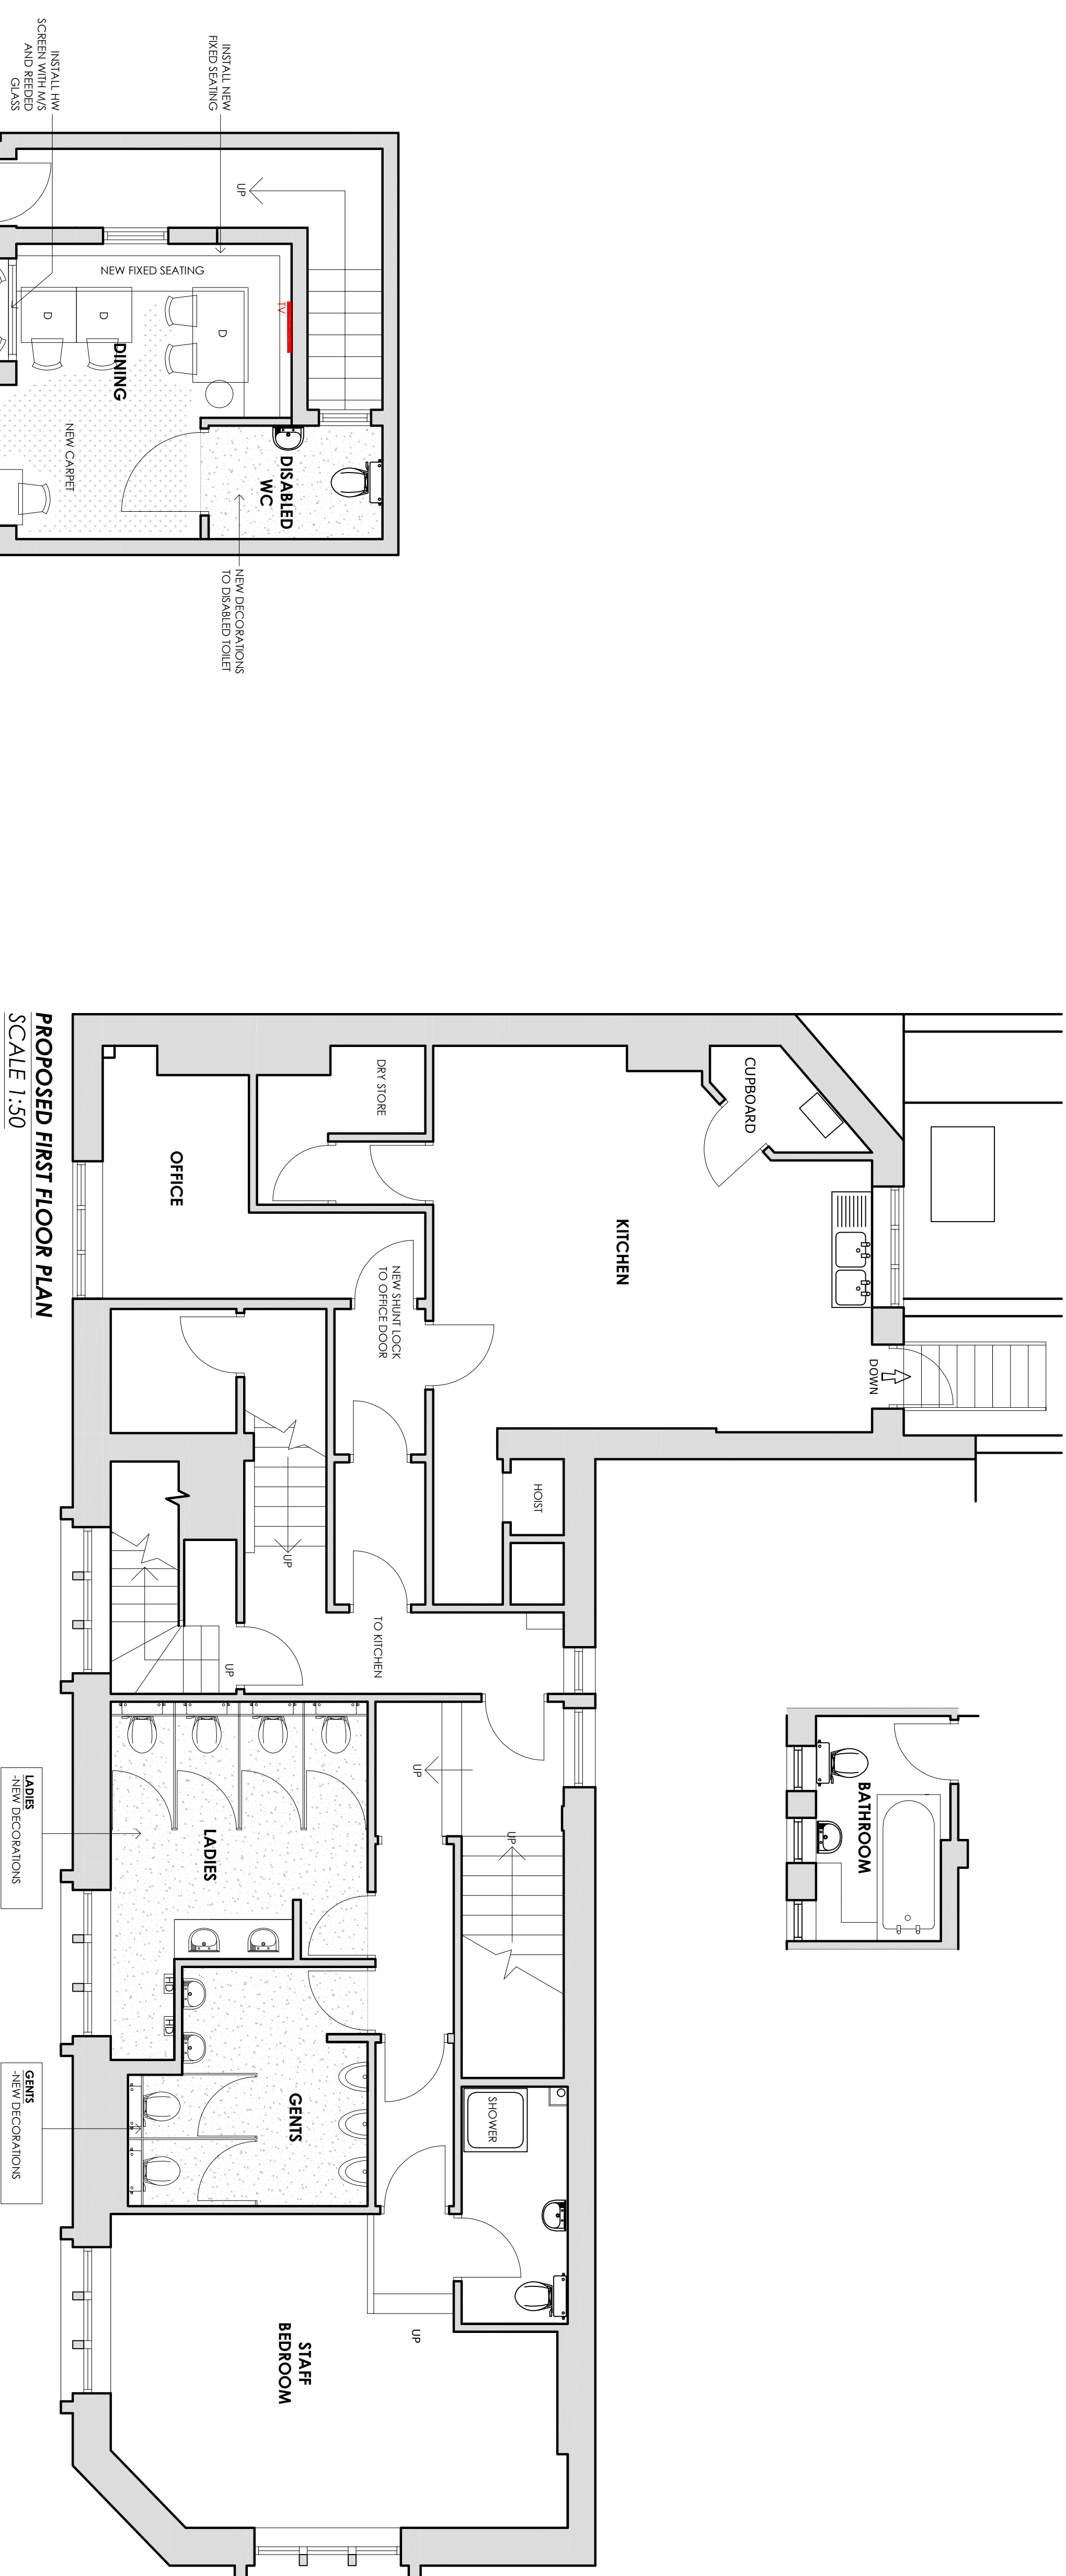 INSTALL HW
SCREEN WITH M/S
AND REEDED
GLASS
INSTALL NEW
FIXED SEATING
UP
NEW FIXED SEATING
TV
D
D
D
DINING
NEW CARPET
DISABLED
WC
NEW DECORATIONS
TO DISABLED TOILET
PROPOSED FIRST FLOOR PLAN
SCALE 1:50
CUPBOARD
DRY STORE
OFFICE
KITCHEN
NEW SHUNT LOCK
TO OFFICE DOOR
DOWN
HOIST
UP
TO KITCHEN
UP
UP
UP
LADIES
LADIES
-NEW DECORATIONS
HD
HD
GENTS
GENTS
-NEW DECORATIONS
SHOWER
BATHROOM
UP
STAFF
BEDROOM